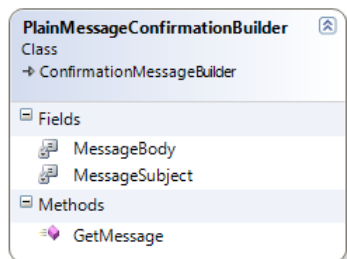 PlainMessageConfirmationBuilder
Class
ConfirmationMessageBuilder
Fields
MessageBody
MessageSubject
Methods
GetMessage